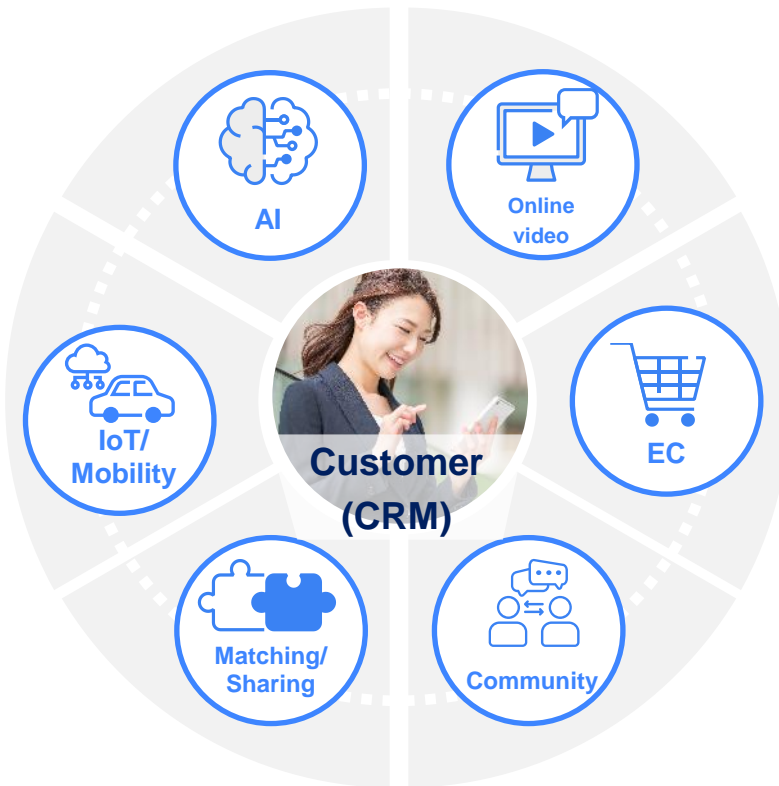 AI
Online
video
IoT/
Mobility
Customer
(CRM)
EC
Matching/
Sharing
Community